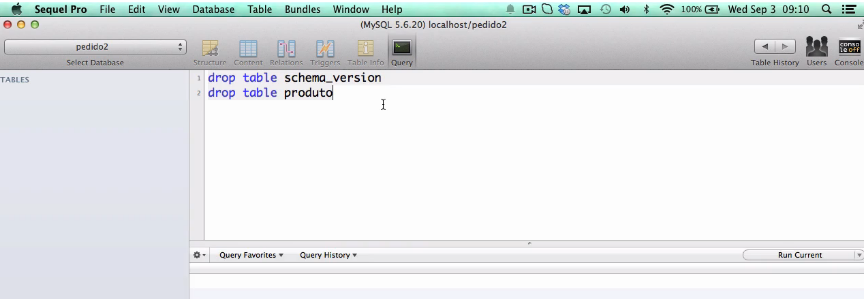 Sequel Pro File Edit View Database Table Bundles Window Help 100% Wed Sep 3 09:10
(MySQL 5.6.20) localhost/pedido2
pedido2
Select Database
Structure Content Relations Triggers Table Info Query
Table History Users Console
console off
TABLES
1 drop table schema_version
2 drop table produto
Query Favorites Query History Run Current